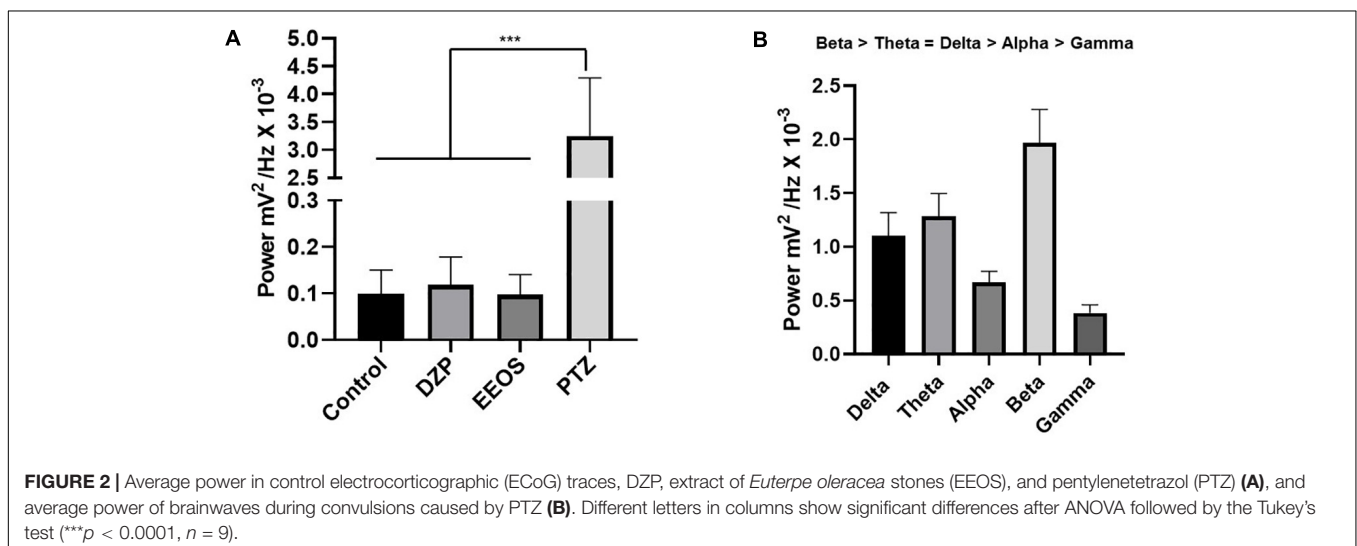 A
Power mV² /Hz X 10⁻³
5.0
4.5
4.0
3.5
3.0
2.5
0.3
0.2
0.1
0.0
***
Control
DZP
EEOS
PTZ
B
Beta > Theta = Delta > Alpha > Gamma
Power mV² /Hz X 10⁻³
2.5
2.0
1.5
1.0
0.5
0.0
Delta
Theta
Alpha
Beta
Gamma
FIGURE 2 | Average power in control electrocorticographic (ECoG) traces, DZP, extract of Euterpe oleracea stones (EEOS), and pentylenetetrazol (PTZ) (A), and
average power of brainwaves during convulsions caused by PTZ (B). Different letters in columns show significant differences after ANOVA followed by the Tukey's
test (***p < 0.0001, n = 9).